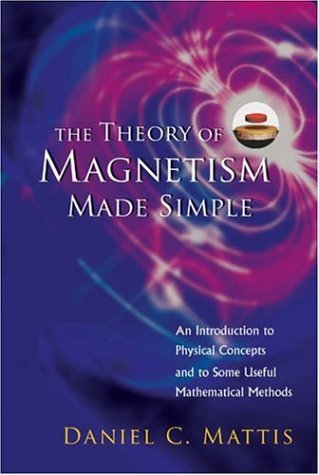 THE THEORY OF
MAGNETISM
MADE SIMPLE
An Introduction to
Physical Concepts
and to Some Useful
Mathematical Methods
DANIEL C. MATTIS